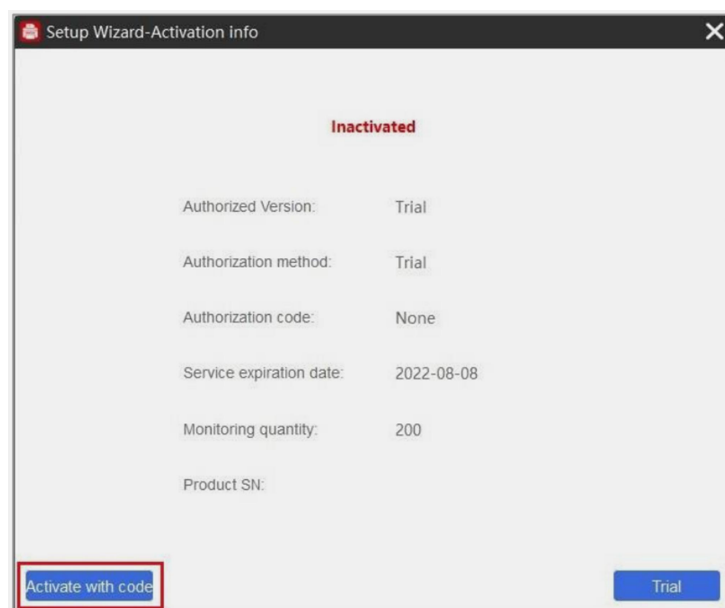 Setup Wizard-Activation info
Inactivated
Authorized Version: Trial
Authorization method: Trial
Authorization code: None
Service expiration date: 2022-08-08
Monitoring quantity: 200
Product SN:
Activate with code Trial